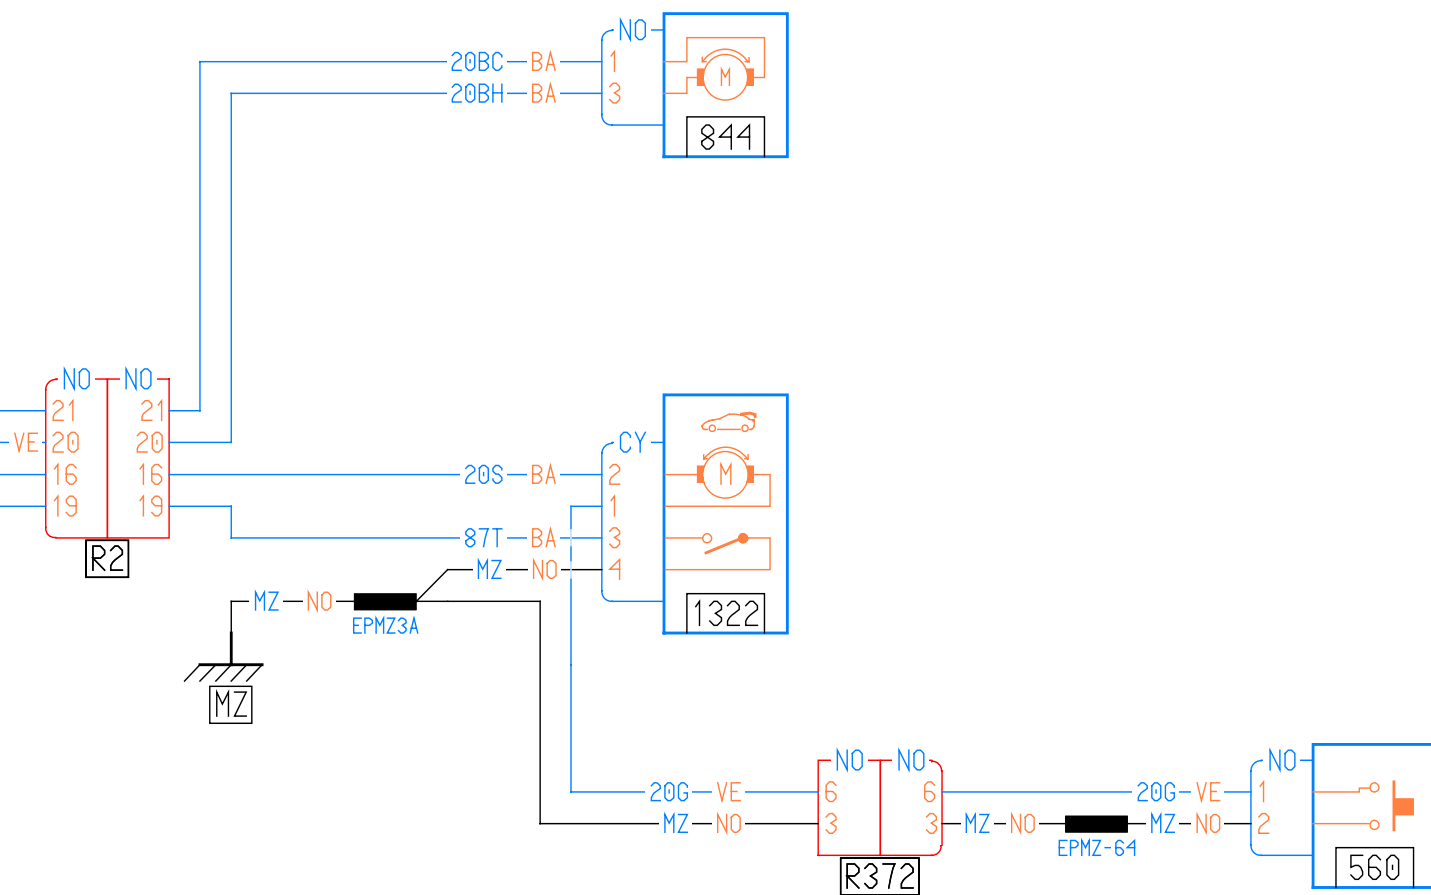 NO
20BC BA 1
M
20BH BA 3
844
NO NO
21 21
VE 20 20
16 16
19 19
R2
CY
20S BA 2
M
1
87T BA 3
MZ NO 4
1322
MZ NO
EPMZ3A
MZ
NO NO NO
20G VE 6 6 20G VE 1
MZ NO 3 3 MZ NO MZ NO 2
EPMZ-64
R372
560